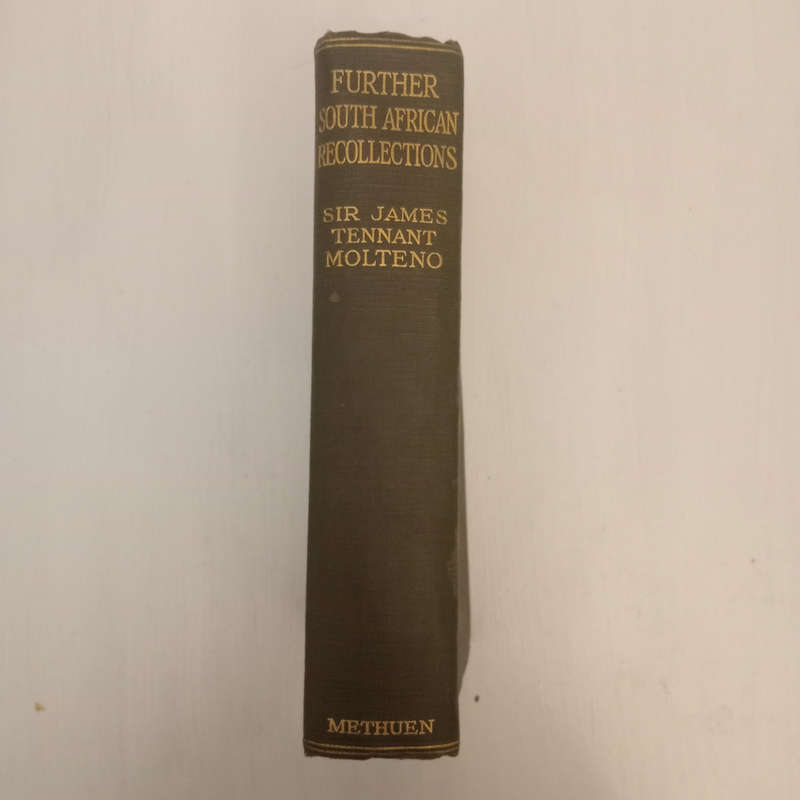 FURTHER
SOUTH AFRICAN
RECOLLECTIONS
SIR JAMES
TENNANT
MOLTENO
METHUEN